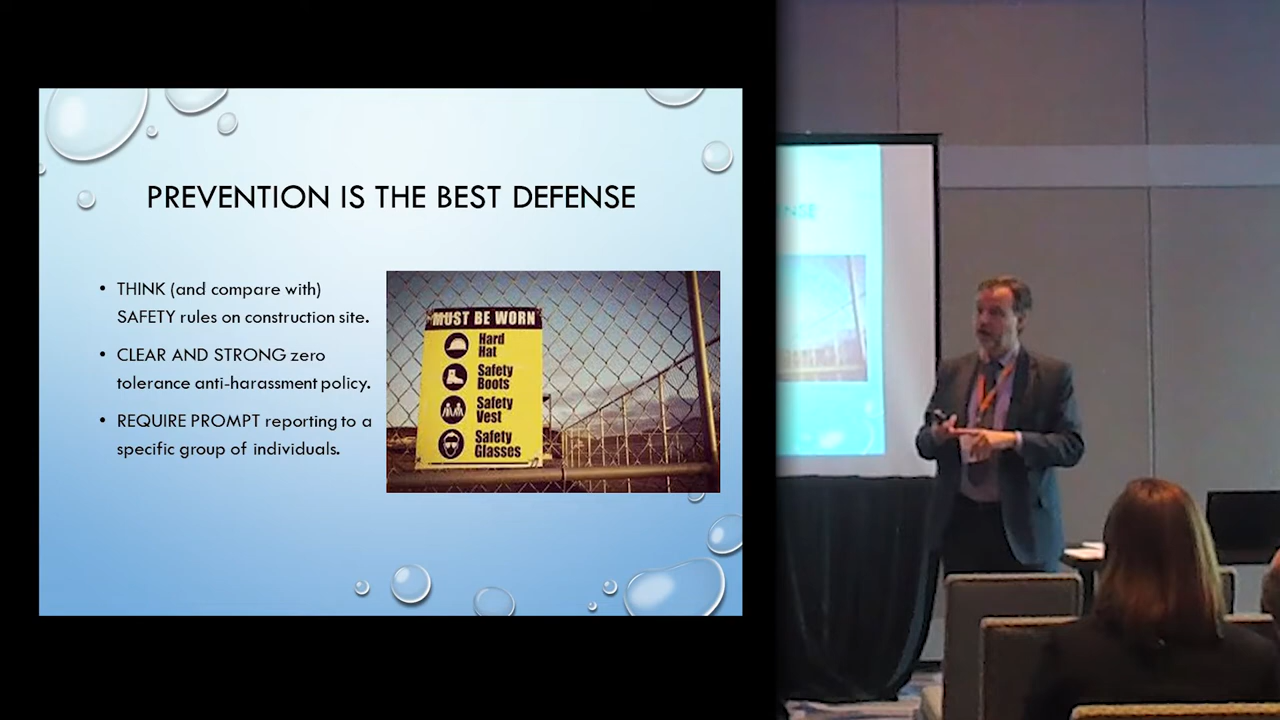 PREVENTION IS THE BEST DEFENSE
• THINK (and compare with)
SAFETY rules on construction site.
• CLEAR AND STRONG zero
tolerance anti-harassment policy.
• REQUIRE PROMPT reporting to a
specific group of individuals.
MUST BE WORN
Hard
Hat
Safety
Boots
Safety
Vest
Safety
Glasses